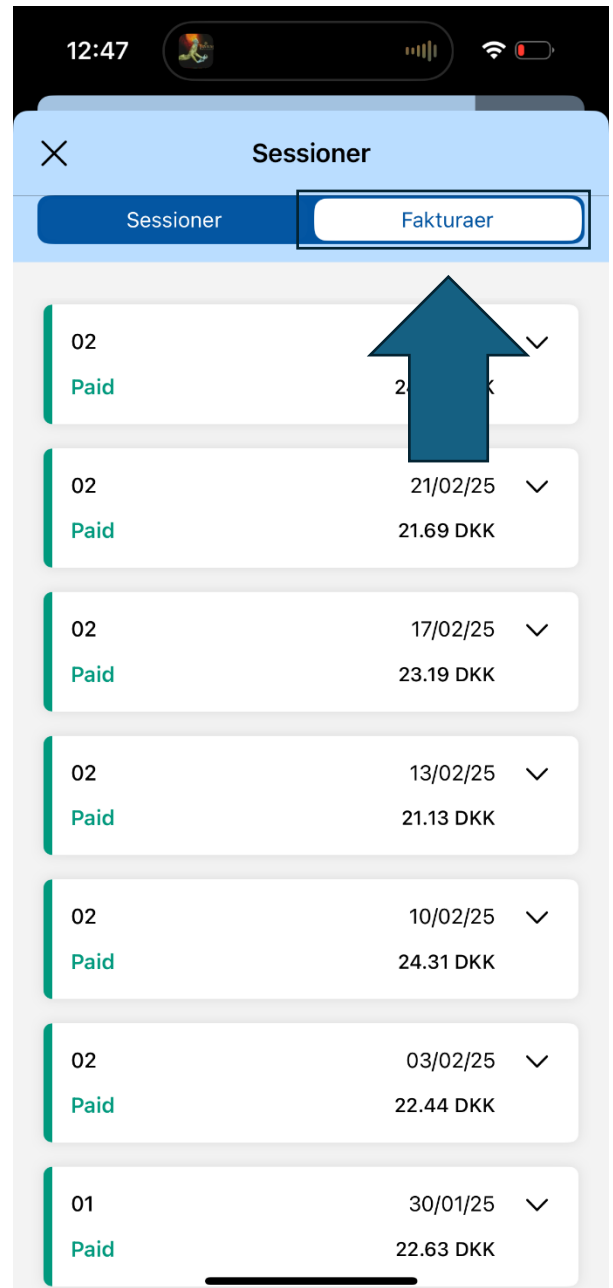 12:47
Sessioner
Sessioner Fakturaer
02
Paid
02 21/02/25
Paid 21.69 DKK
02 17/02/25
Paid 23.19 DKK
02 13/02/25
Paid 21.13 DKK
02 10/02/25
Paid 24.31 DKK
02 03/02/25
Paid 22.44 DKK
01 30/01/25
Paid 22.63 DKK